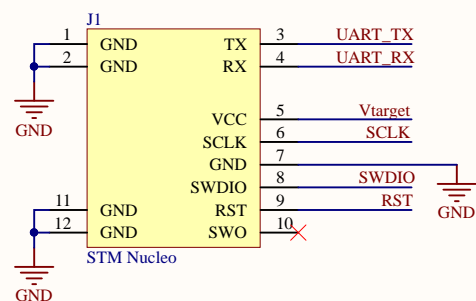 J1
1 GND TX 3 UART_TX
2 GND RX 4 UART_RX
GND
VCC 5 Vtarget
SCLK 6 SCLK
GND 7
GND
SWDIO 8 SWDIO
11 GND RST 9 RST
12 GND SWO 10
GND
STM Nucleo